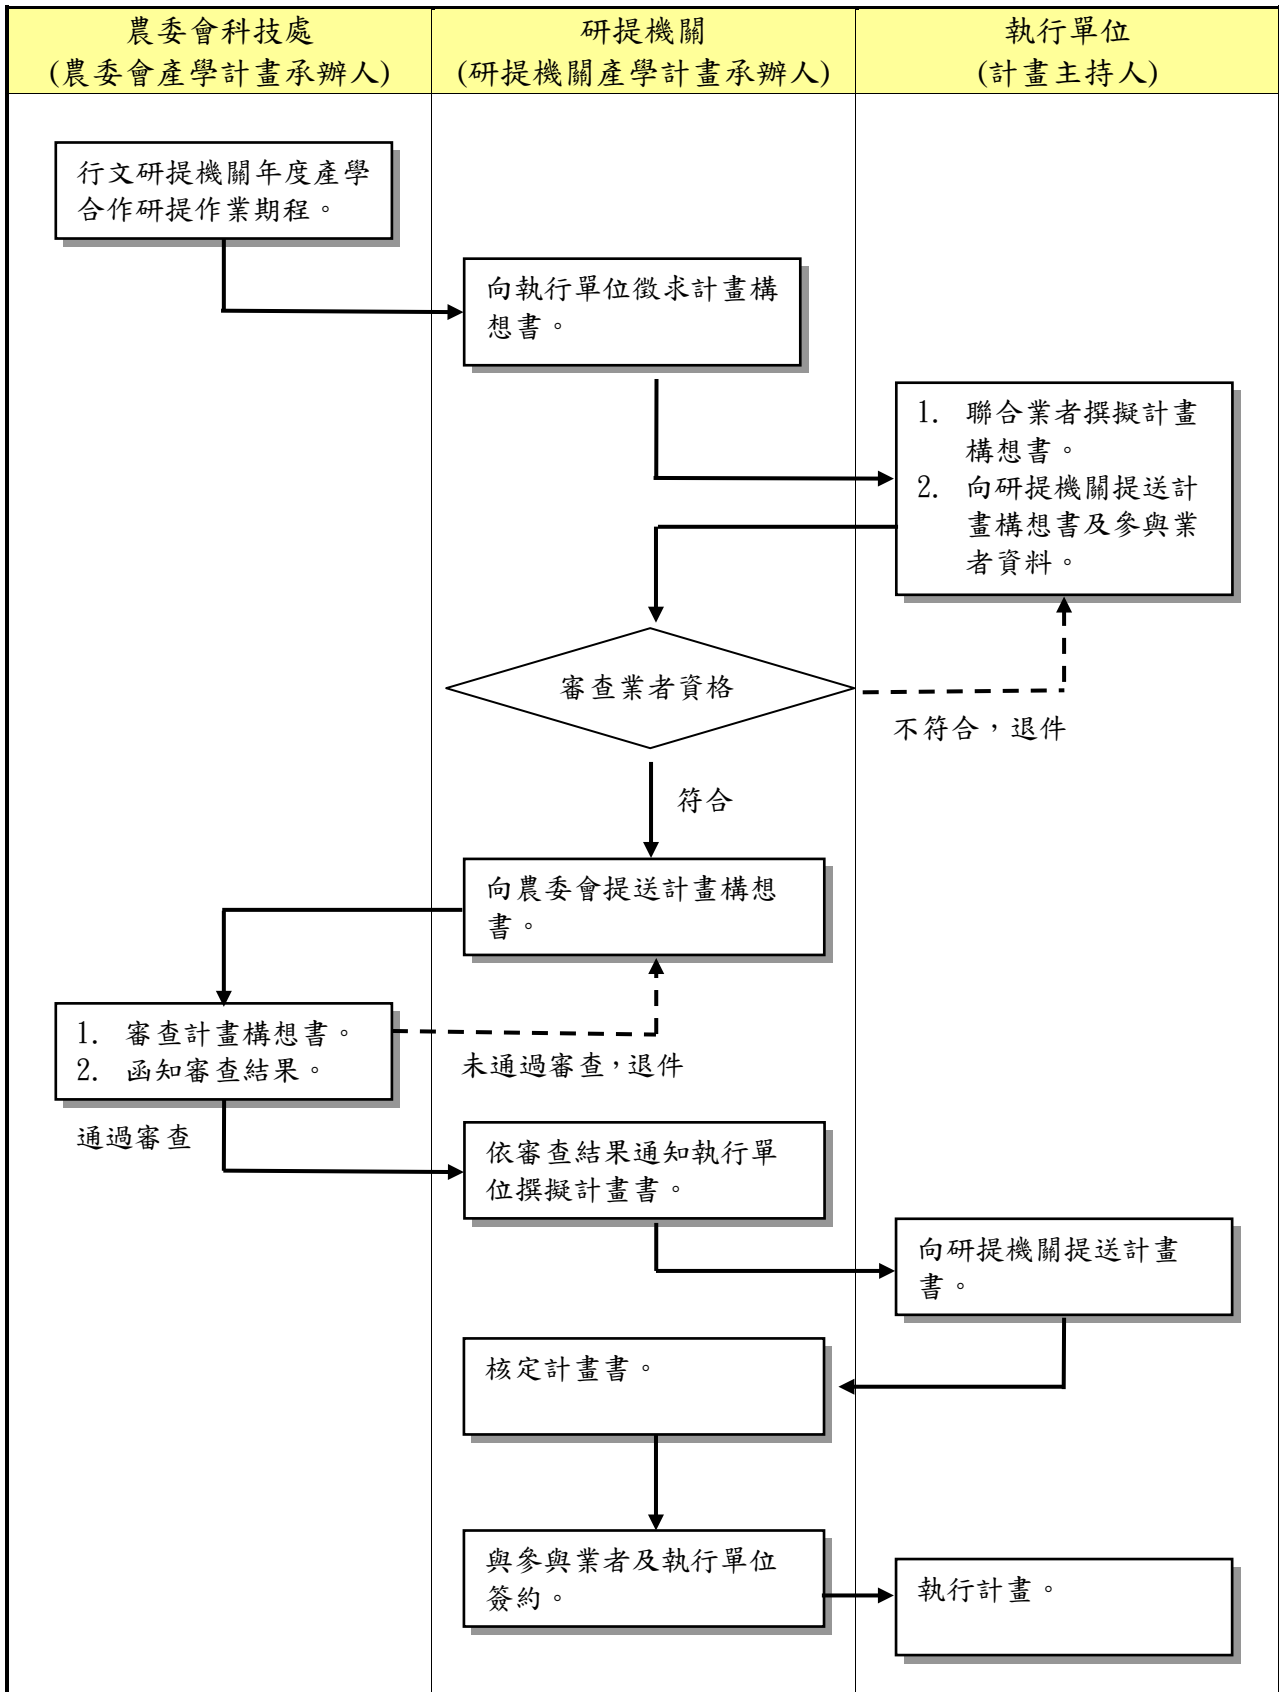 農委會科技處
(農委會產學計畫承辦人)
研提機關
(研提機關產學計畫承辦人)
執行單位
(計畫主持人)
行文研提機關年度產學
合作研提作業期程。
向執行單位徵求計畫構
想書。
1. 聯合業者撰擬計畫
構想書。
2. 向研提機關提送計
畫構想書及參與業
者資料。
審查業者資格
不符合，退件
符合
向農委會提送計畫構想
書。
1. 審查計畫構想書。
2. 函知審查結果。
未通過審查，退件
通過審查
依審查結果通知執行單
位撰擬計畫書。
向研提機關提送計畫
書。
核定計畫書。
與參與業者及執行單位
簽約。
執行計畫。